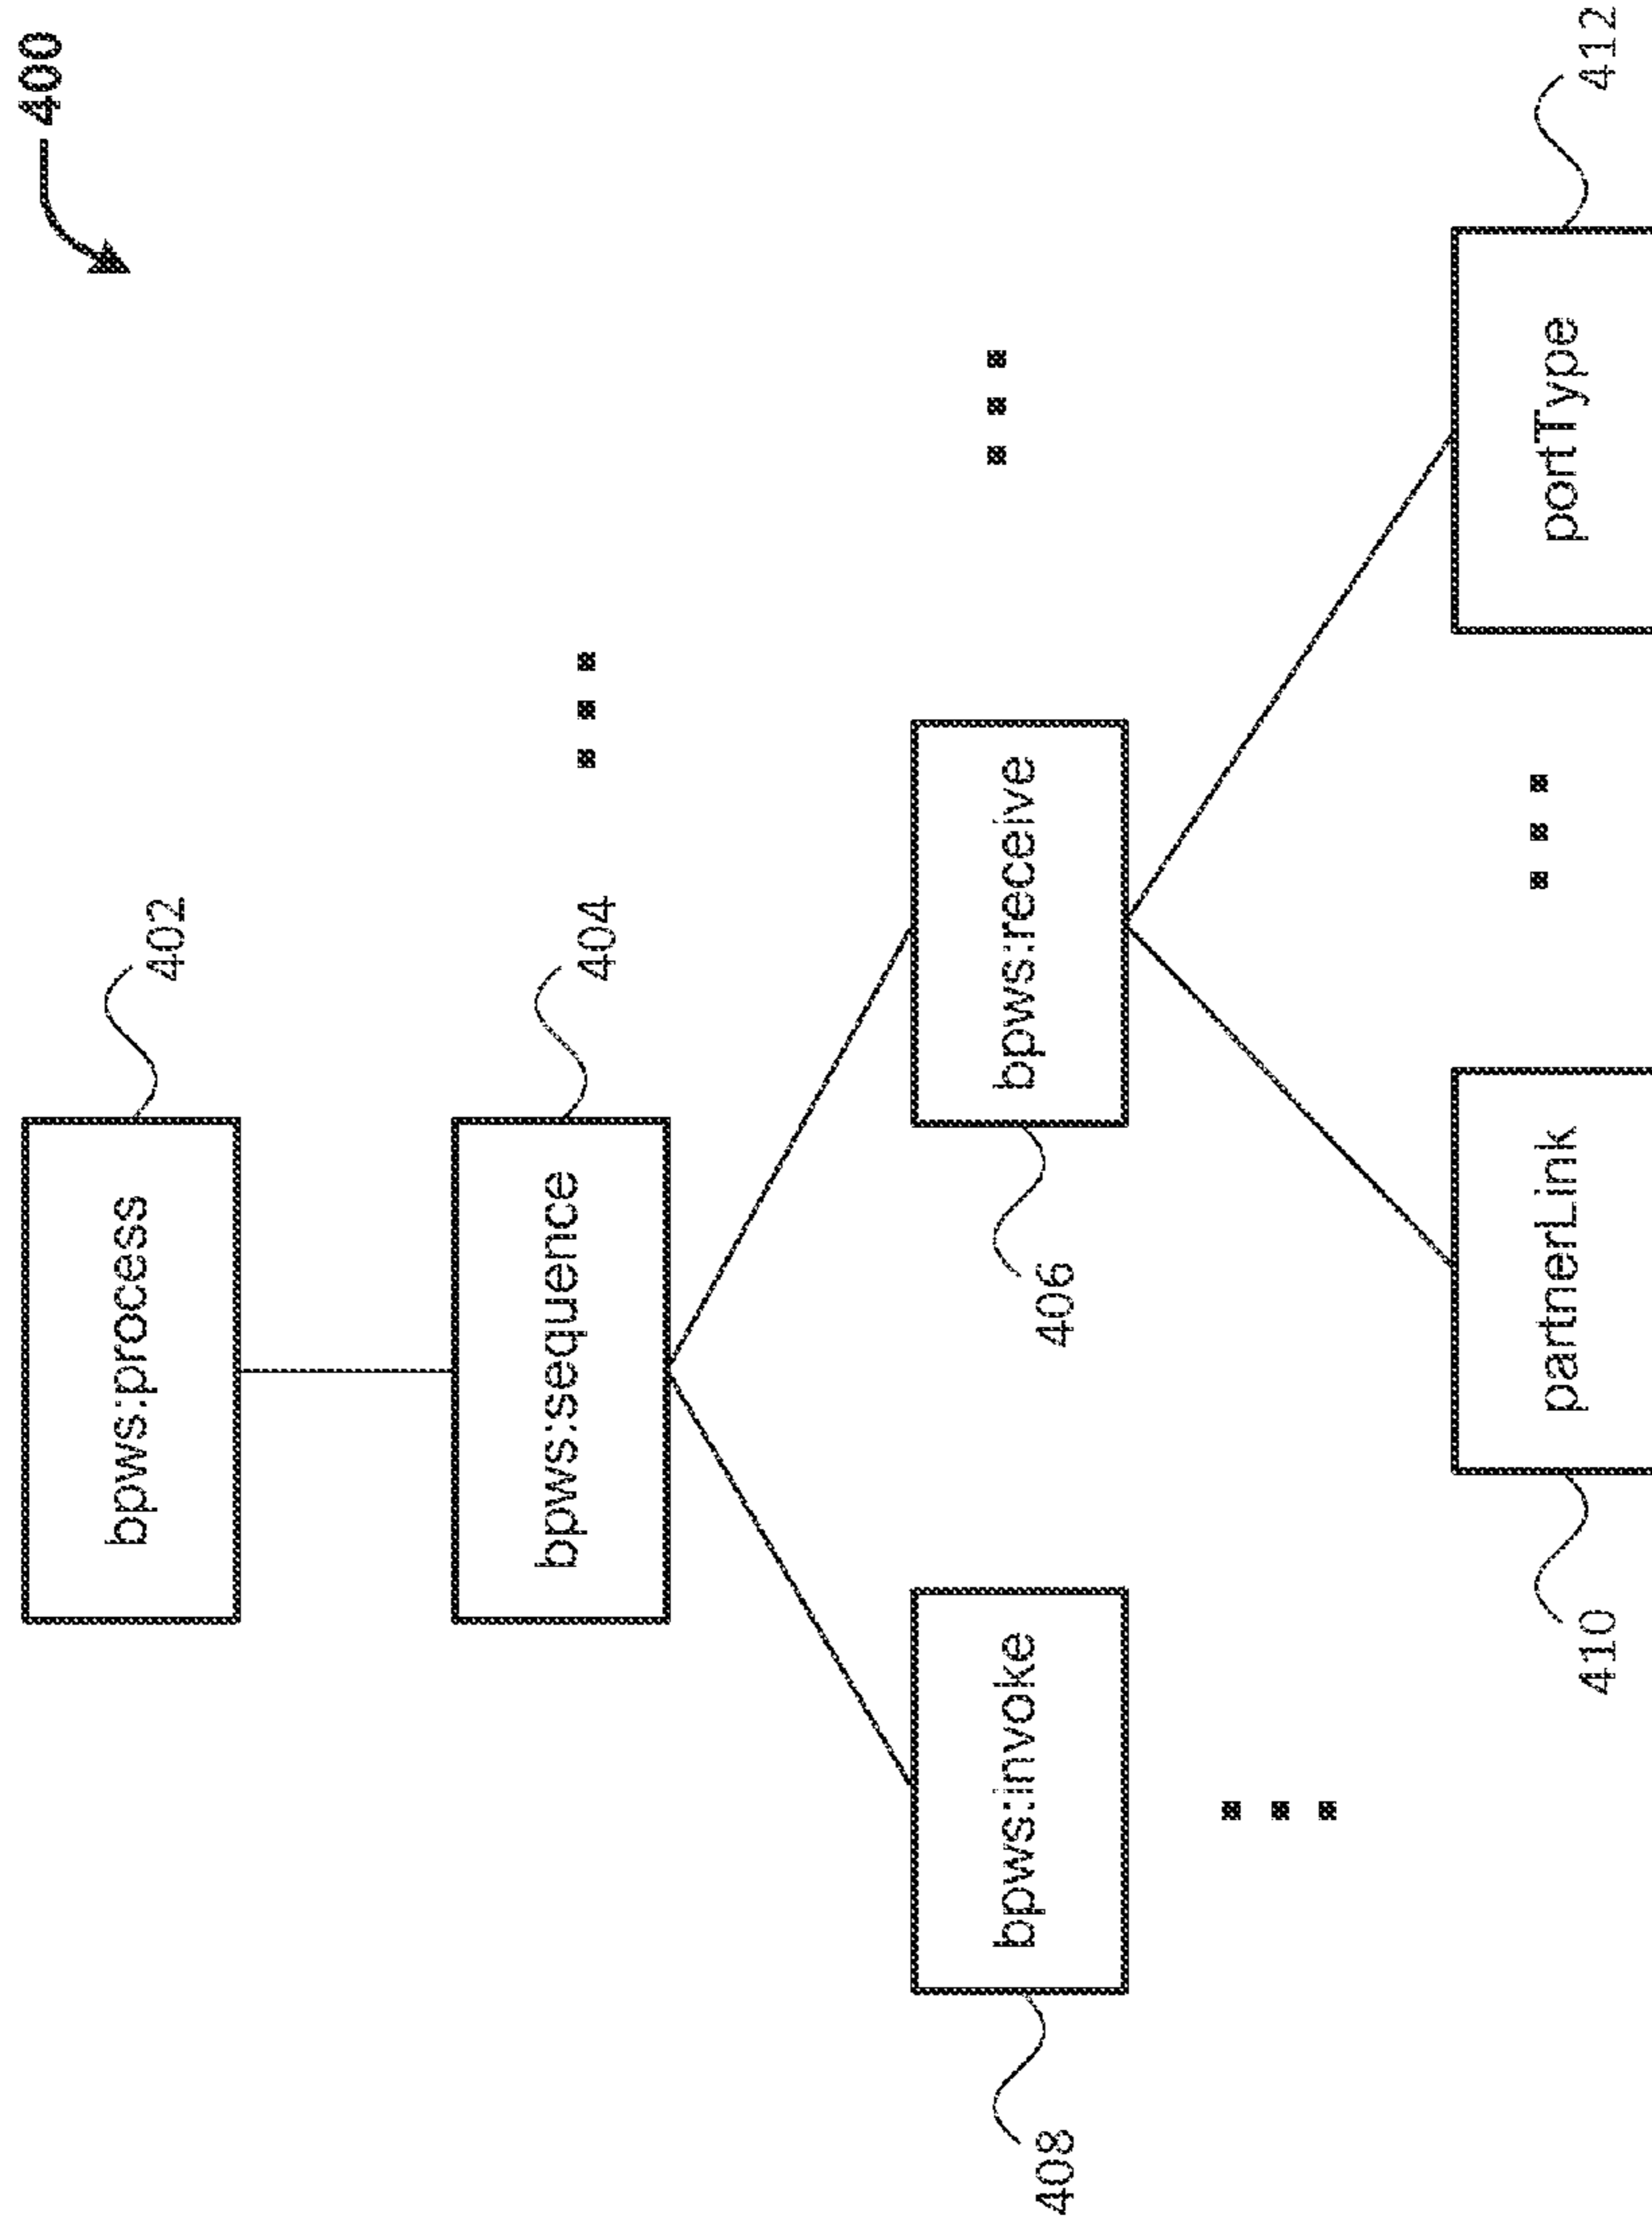 400
bpws:process
402
bpws:sequence
404
bpws:invoke
408
bpws:receive
406
partnerLink
410
portType
412